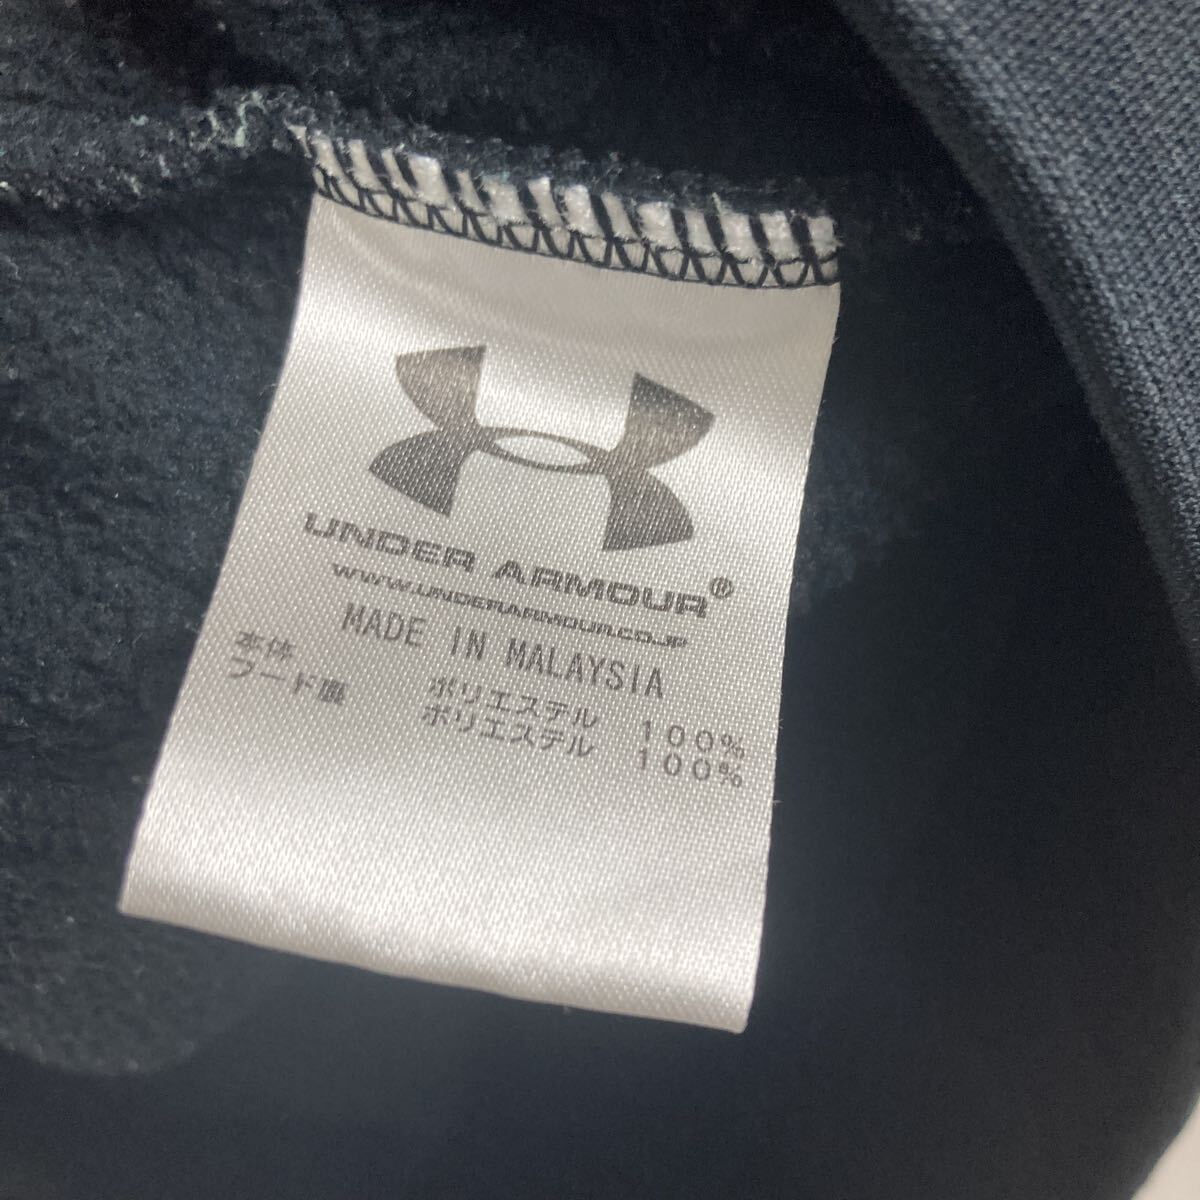 UNDER ARMOUR®
WWW.UNDERARMOUR.CO.JP
MADE IN MALAYSIA
本体 ポリエステル 100%
フード裏 ポリエステル 100%